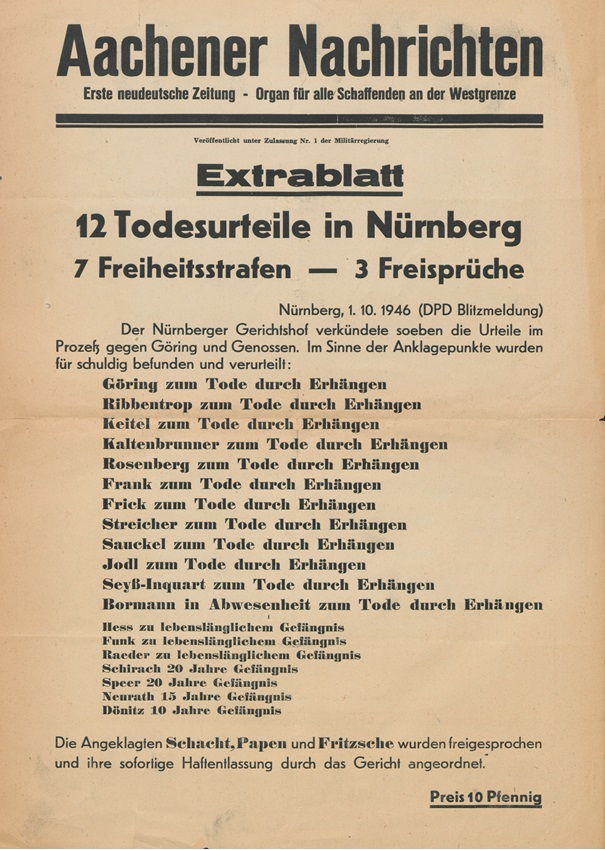 Aachener Nachrichten
Erste neudeutsche Zeitung - Organ für alle Schaffenden an der Westgrenze
Veröffentlicht unter Zulassung Nr. 1 der Militärregierung
Extrablatt
12 Todesurteile in Nürnberg
7 Freiheitsstrafen — 3 Freisprüche
Nürnberg, 1. 10. 1946 (DPD Blitzmeldung)
Der Nürnberger Gerichtshof verkündete soeben die Urteile im
Prozeß gegen Göring und Genossen. Im Sinne der Anklagepunkte wurden
für schuldig befunden und verurteilt:
Göring zum Tode durch Erhängen
Ribbentrop zum Tode durch Erhängen
Keitel zum Tode durch Erhängen
Kaltenbrunner zum Tode durch Erhängen
Rosenberg zum Tode durch Erhängen
Frank zum Tode durch Erhängen
Frick zum Tode durch Erhängen
Streicher zum Tode durch Erhängen
Sauckel zum Tode durch Erhängen
Jodl zum Tode durch Erhängen
Seyß-Inquart zum Tode durch Erhängen
Bormann in Abwesenheit zum Tode durch Erhängen
Hess zu lebenslänglichem Gefängnis
Funk zu lebenslänglichem Gefängnis
Raeder zu lebenslänglichem Gefängnis
Schirach 20 Jahre Gefängnis
Speer 20 Jahre Gefängnis
Neurath 15 Jahre Gefängnis
Dönitz 10 Jahre Gefängnis
Die Angeklagten Schacht, Papen und Fritzsche wurden freigesprochen
und ihre sofortige Haftentlassung durch das Gericht angeordnet.
Preis 10 Pfennig